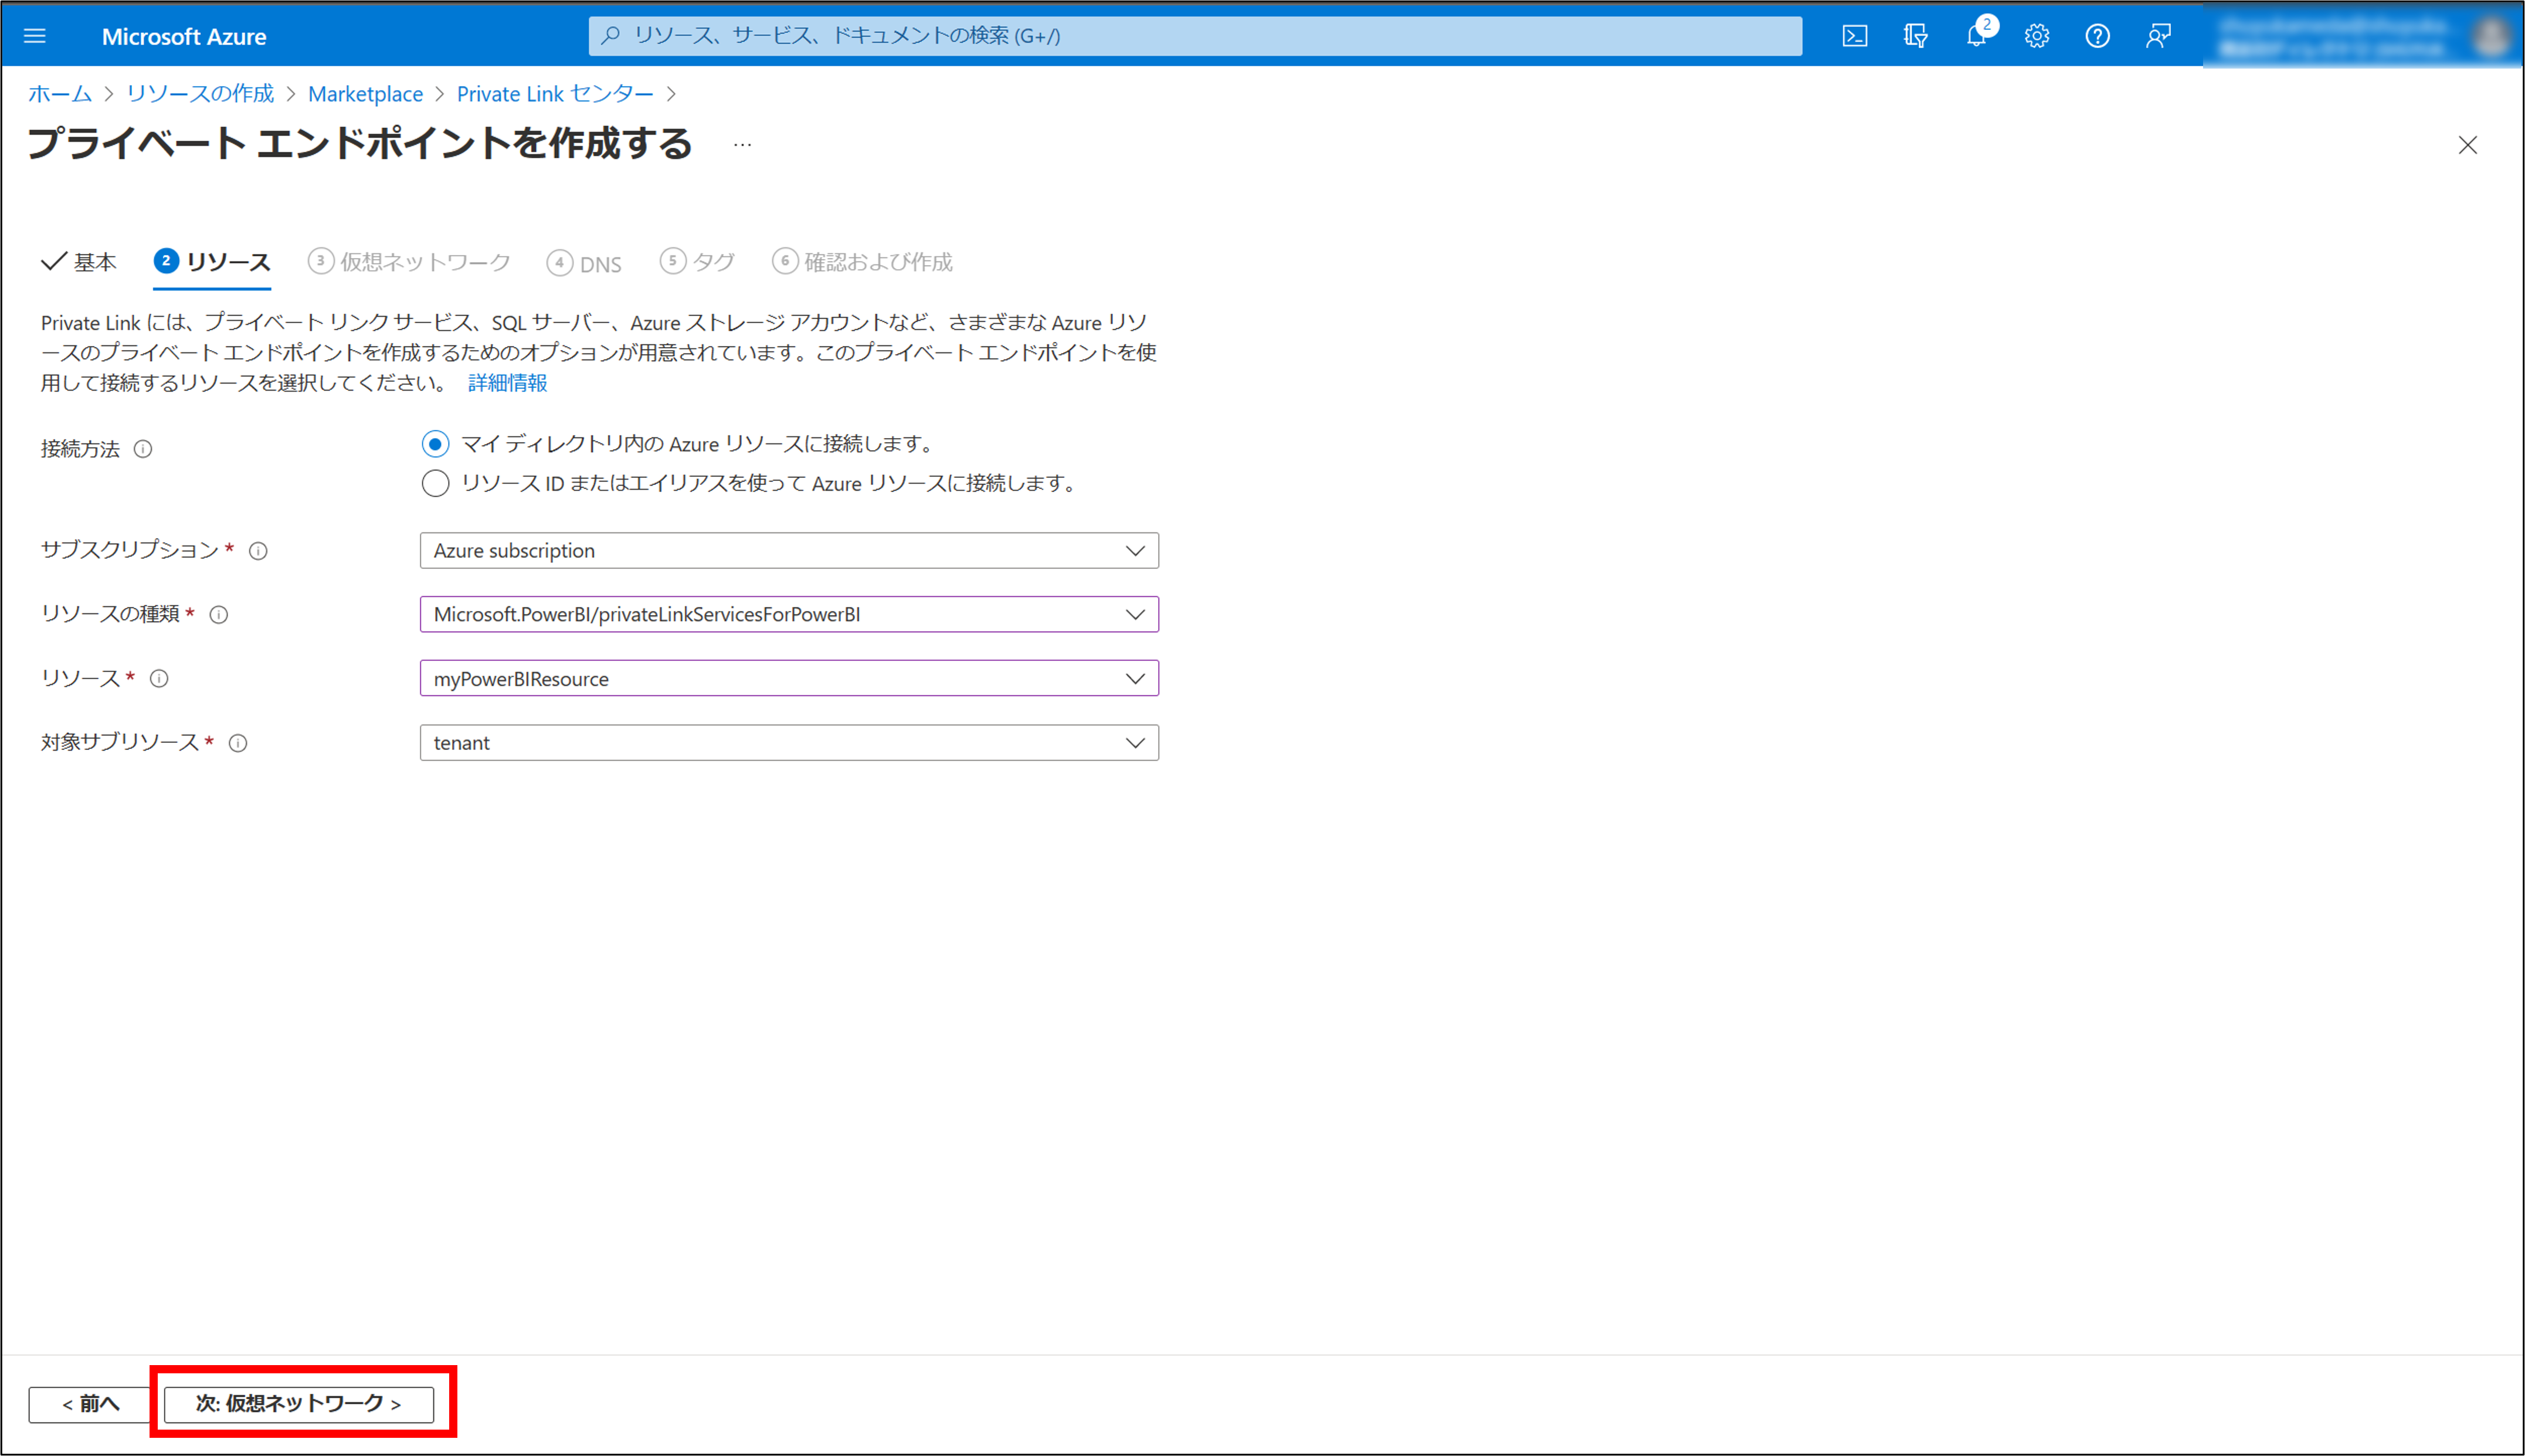 Microsoft Azure
リソース、サービス、ドキュメントの検索 (G+/)
2
ホーム > リソースの作成 > Marketplace > Private Link センター >
プライベート エンドポイントを作成する ...
基本 2 リソース 3 仮想ネットワーク 4 DNS 5 タグ 6 確認および作成
Private Link には、プライベート リンク サービス、SQL サーバー、Azure ストレージ アカウントなど、さまざまな Azure リソ
ースのプライベート エンドポイントを作成するためのオプションが用意されています。このプライベート エンドポイントを使
用して接続するリソースを選択してください。 詳細情報
接続方法
マイ ディレクトリ内の Azure リソースに接続します。
リソース ID またはエイリアスを使って Azure リソースに接続します。
サブスクリプション * Azure subscription
リソースの種類 * Microsoft.PowerBI/privateLinkServicesForPowerBI
リソース * myPowerBIResource
対象サブリソース * tenant
< 前へ 次: 仮想ネットワーク >